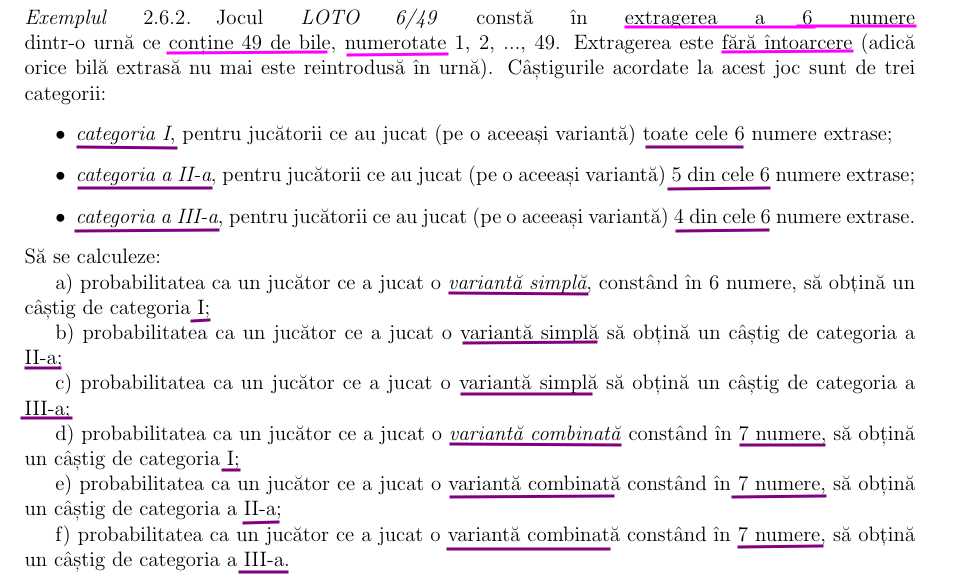 Exemplul 2.6.2. Jocul LOTO 6/49 constă în extragerea a 6 numere
dintr-o urnă ce conține 49 de bile, numerotate 1, 2, ..., 49. Extragerea este fără întoarcere (adică
orice bilă extrasă nu mai este reintrodusă în urnă). Câștigurile acordate la acest joc sunt de trei
categorii:
• categoria I, pentru jucătorii ce au jucat (pe o aceeași variantă) toate cele 6 numere extrase;
• categoria a II-a, pentru jucătorii ce au jucat (pe o aceeași variantă) 5 din cele 6 numere extrase;
• categoria a III-a, pentru jucătorii ce au jucat (pe o aceeași variantă) 4 din cele 6 numere extrase.
Să se calculeze:
a) probabilitatea ca un jucător ce a jucat o variantă simplă, constând în 6 numere, să obțină un
câștig de categoria I;
b) probabilitatea ca un jucător ce a jucat o variantă simplă să obțină un câștig de categoria a
II-a;
c) probabilitatea ca un jucător ce a jucat o variantă simplă să obțină un câștig de categoria a
III-a;
d) probabilitatea ca un jucător ce a jucat o variantă combinată constând în 7 numere, să obțină
un câștig de categoria I;
e) probabilitatea ca un jucător ce a jucat o variantă combinată constând în 7 numere, să obțină
un câștig de categoria a II-a;
f) probabilitatea ca un jucător ce a jucat o variantă combinată constând în 7 numere, să obțină
un câștig de categoria a III-a.